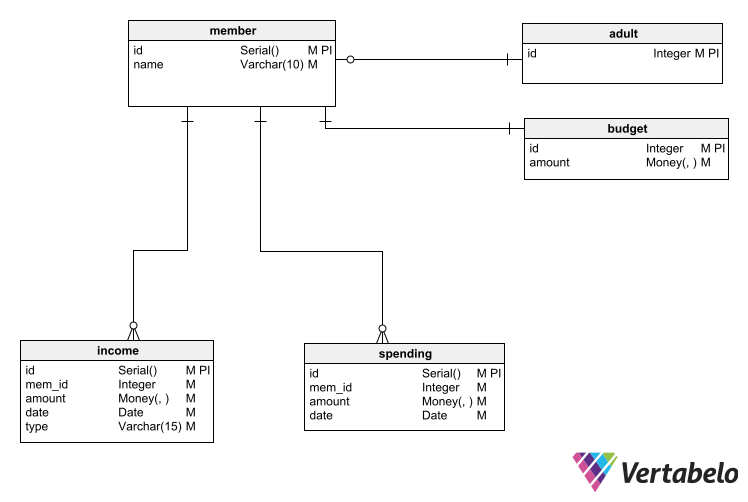 member
id Serial() M PI
name Varchar(10) M
adult
id Integer M PI
budget
id Integer M PI
amount Money(, ) M
income
id Serial() M PI
mem_id Integer M
amount Money(, ) M
date Date M
type Varchar(15) M
spending
id Serial() M PI
mem_id Integer M
amount Money(, ) M
date Date M
Vertabelo